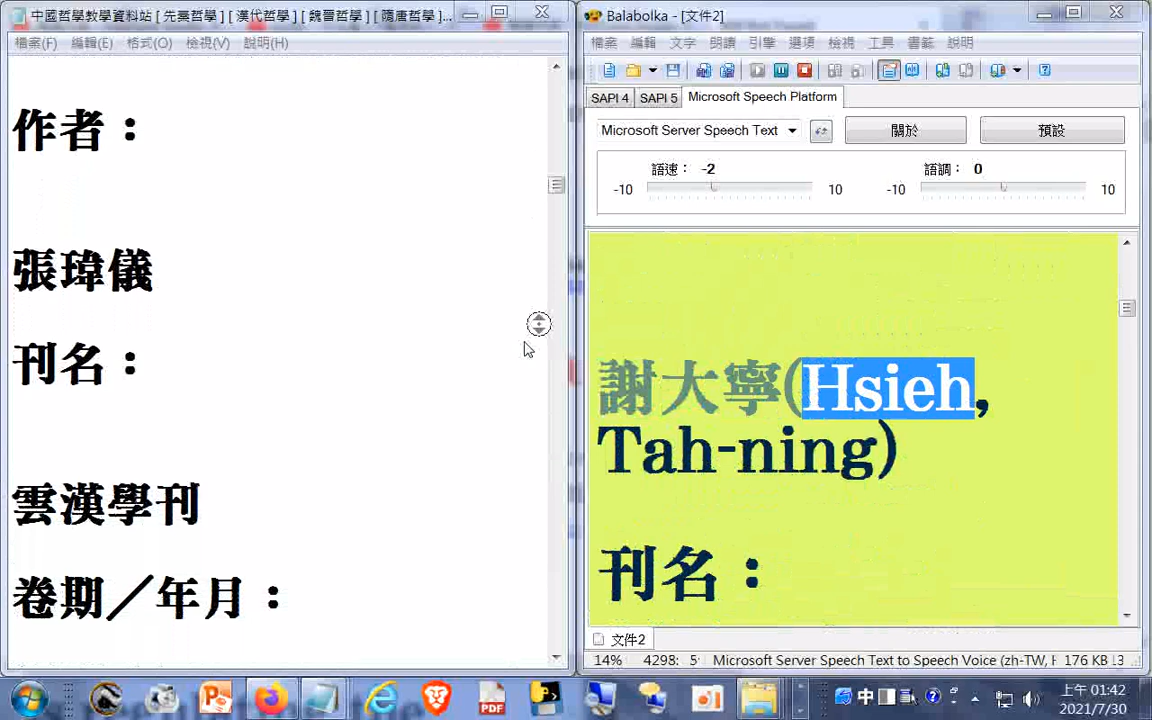 中國哲學教學資料站 [ 先秦哲學 ] [ 漢代哲學 ] [ 魏晉哲學 ] [ 隋唐哲學 ]...
檔案(F) 編輯(E) 格式(O) 檢視(V) 說明(H)
作者：
張瑋儀
刊名：
雲漢學刊
卷期／年月：
Balabolka - [文件2]
檔案 編輯 文字 朗讀 引擎 選項 檢視 工具 書籤 說明
SAPI 4 SAPI 5 Microsoft Speech Platform
Microsoft Server Speech Text 關於 預設
語速： -2 語調： 0
-10 10 -10 10
謝大寧(Hsieh,
Tah-ning)
刊名：
文件2
14% 4298: 5 Microsoft Server Speech Text to Speech Voice (zh-TW, 176 KB
PDF 中 上午 01:42
2021/7/30